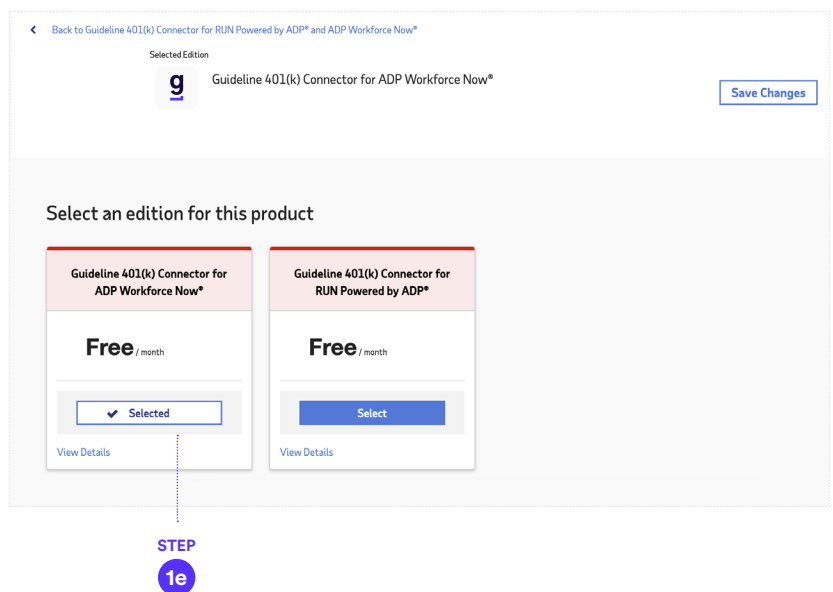 Back to Guideline 401(k) Connector for RUN Powered by ADP® and ADP Workforce Now®
Selected Edition
g
Guideline 401(k) Connector for ADP Workforce Now®
Save Changes
Select an edition for this product
Guideline 401(k) Connector for
ADP Workforce Now®
Free / month
Selected
View Details
Guideline 401(k) Connector for
RUN Powered by ADP®
Free / month
Select
View Details
STEP
1e